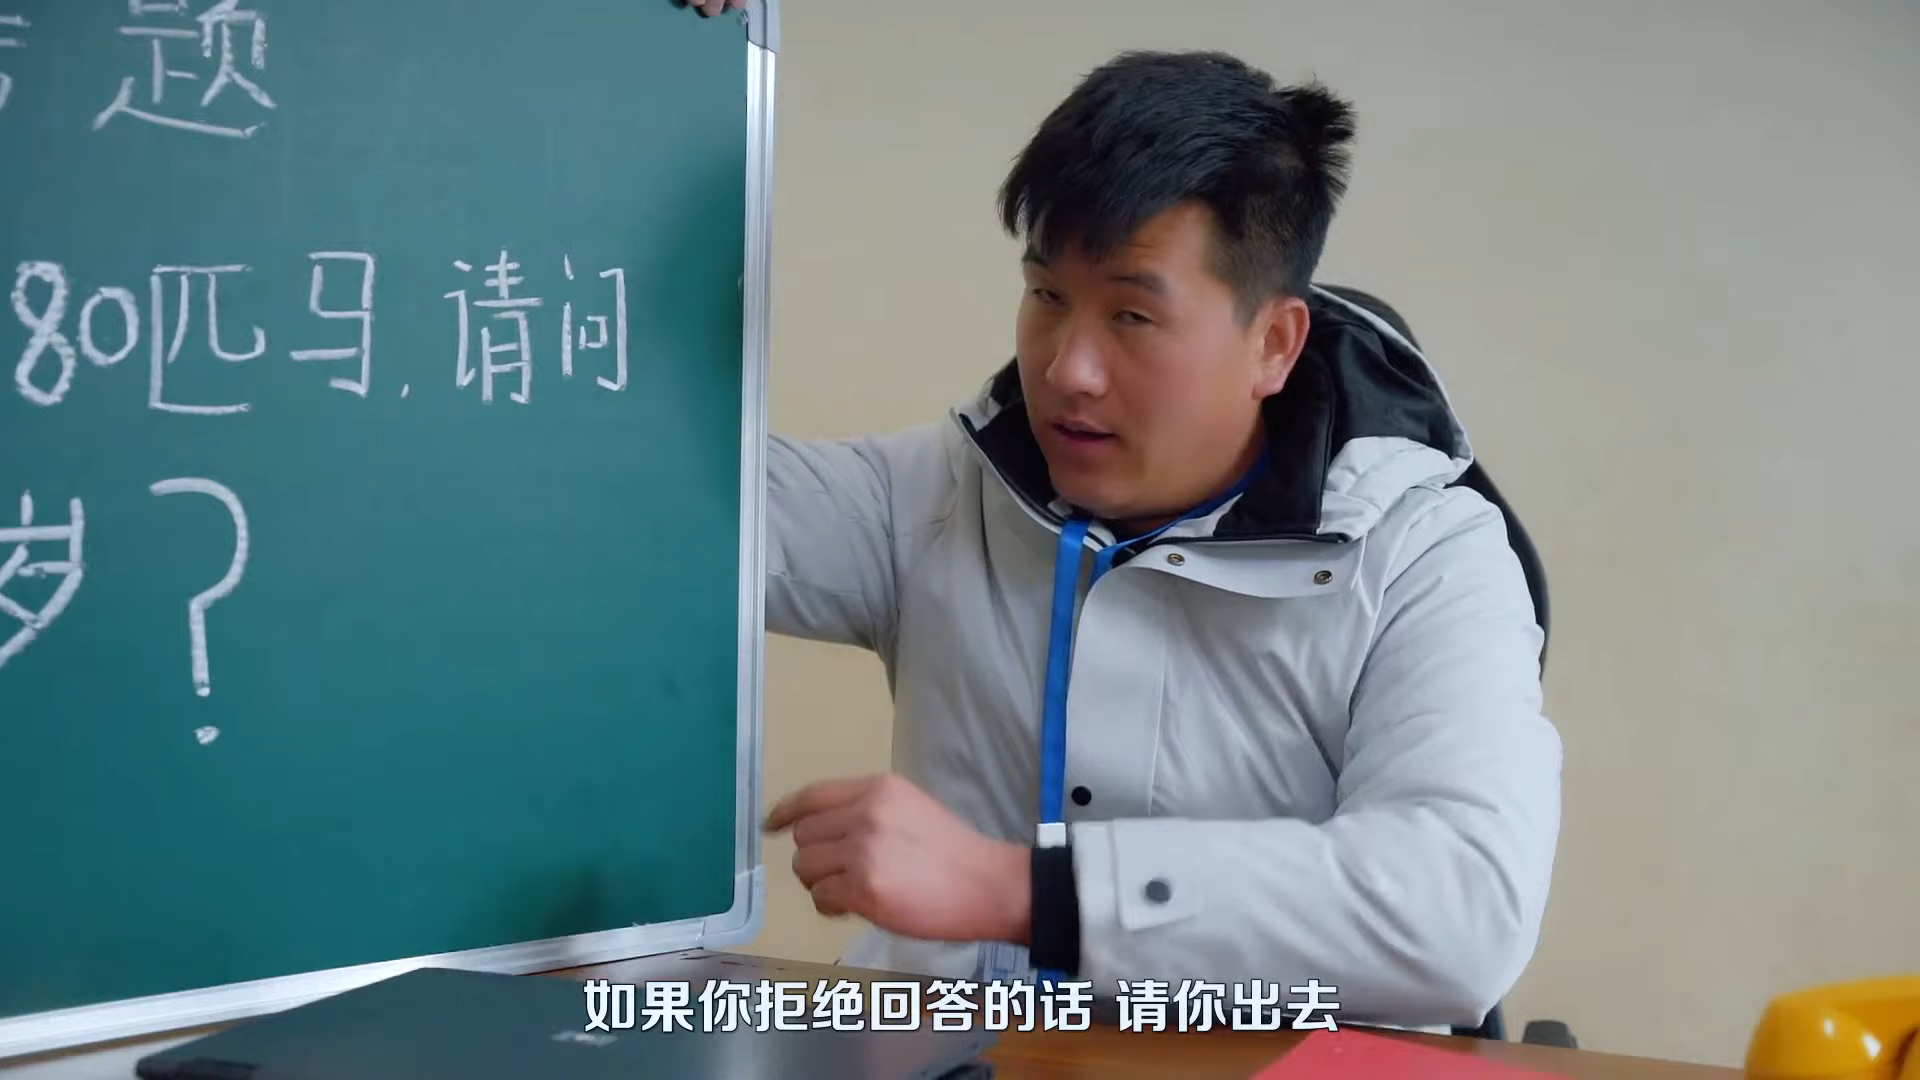 题
80匹马，请问
岁？
如果你拒绝回答的话 请你出去